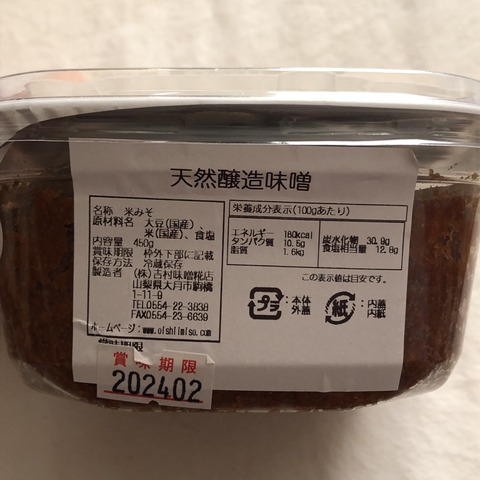 天然醸造味噌
名称 米みそ
原材料名 大豆(国産)、
米(国産)、食塩
内容量 450g
賞味期限 枠外下部に記載
保存方法 冷蔵保存
製造者 (株)吉村味噌糀店
山梨県大月市駒橋
1-11-9
TEL0554-22-3838
FAX0554-23-6639
ホームページ：www.oishiimiso.com
賞味期限
賞味期限
202402
栄養成分表示(100gあたり)
エネルギー 180kcal
タンパク質 10.5g
脂質 1.6kg
炭水化物 30.9g
食塩相当量 12.8g
この表示値は目安です。
プラ
：本体
外蓋
紙
：内蓋
内紙